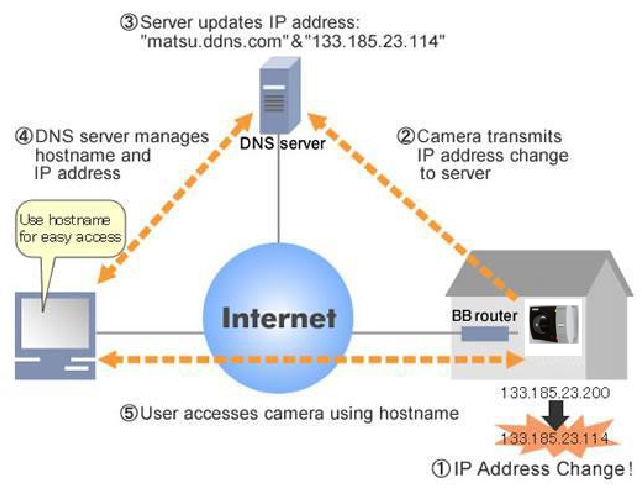 ③Server updates IP address:
"matsu.ddns.com"&"133.185.23.114"
DNS server
④DNS server manages
hostname and
IP address
②Camera transmits
IP address change
to server
Use hostname
for easy access
Internet
BB router
133.185.23.200
133.185.23.114
⑤User accesses camera using hostname
①IP Address Change!